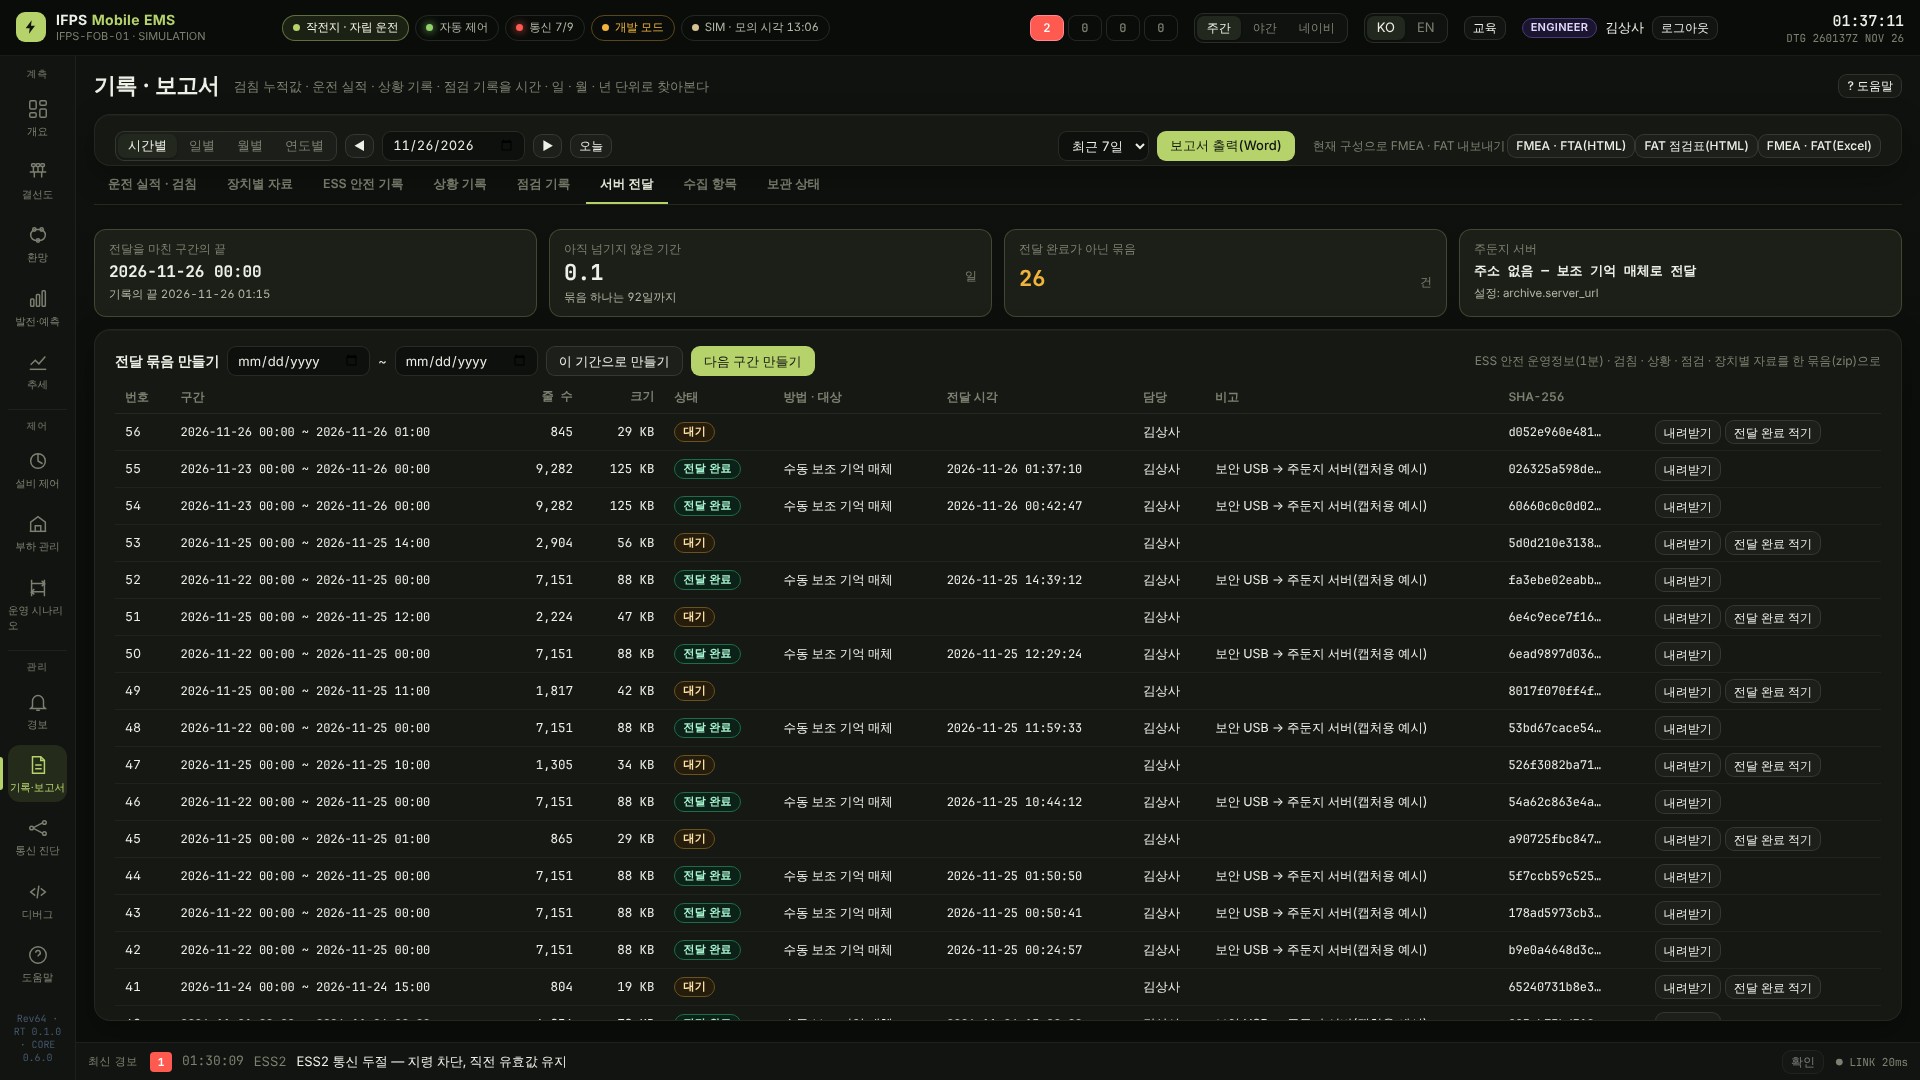 IFPS Mobile EMS
IFPS-FOB-01 · SIMULATION
작전지 · 자립 운전
자동 제어
통신 7/9
개발 모드
SIM · 모의 시각 13:06
2 0 0 0
주간 야간 네이비
KO EN
교육
ENGINEER 김상사 로그아웃
01:37:11
DTG 260137Z NOV 26
계측
개요
결선도
환망
발전·예측
추세
제어
설비 제어
부하 관리
운영 시나리오
관리
경보
기록·보고서
통신 진단
디버그
도움말
Rev64 · RT 0.1.0 · CORE 0.6.0
기록 · 보고서 검침 누적값 · 운전 실적 · 상황 기록 · 점검 기록을 시간 · 일 · 월 · 년 단위로 찾아본다
? 도움말
시간별 일별 월별 연도별 ◀ 11/26/2026 ▶ 오늘
최근 7일 보고서 출력(Word) 현재 구성으로 FMEA · FAT 내보내기 FMEA · FTA(HTML) FAT 점검표(HTML) FMEA · FAT(Excel)
운전 실적 · 검침 장치별 자료 ESS 안전 기록 상황 기록 점검 기록 서버 전달 수집 항목 보관 상태
전달을 마친 구간의 끝
2026-11-26 00:00
기록의 끝 2026-11-26 01:15
아직 넘기지 않은 기간
0.1 일
묶음 하나는 92일까지
전달 완료가 아닌 묶음
26 건
주둔지 서버
주소 없음 — 보조 기억 매체로 전달
설정: archive.server_url
전달 묶음 만들기 mm/dd/yyyy ~ mm/dd/yyyy 이 기간으로 만들기 다음 구간 만들기
ESS 안전 운영정보(1분) · 검침 · 상황 · 점검 · 장치별 자료를 한 묶음(zip)으로
번호 구간 줄 수 크기 상태 방법 · 대상 전달 시각 담당 비고 SHA-256
56 2026-11-26 00:00 ~ 2026-11-26 01:00 845 29 KB 대기 김상사 d052e960e481… 내려받기 전달 완료 적기
55 2026-11-23 00:00 ~ 2026-11-26 00:00 9,282 125 KB 전달 완료 수동 보조 기억 매체 2026-11-26 01:37:10 김상사 보안 USB → 주둔지 서버(캡처용 예시) 026325a598de… 내려받기
54 2026-11-23 00:00 ~ 2026-11-26 00:00 9,282 125 KB 전달 완료 수동 보조 기억 매체 2026-11-26 00:42:47 김상사 보안 USB → 주둔지 서버(캡처용 예시) 60660c0c0d02… 내려받기
53 2026-11-25 00:00 ~ 2026-11-25 14:00 2,904 56 KB 대기 김상사 5d0d210e3138… 내려받기 전달 완료 적기
52 2026-11-22 00:00 ~ 2026-11-25 00:00 7,151 88 KB 전달 완료 수동 보조 기억 매체 2026-11-25 14:39:12 김상사 보안 USB → 주둔지 서버(캡처용 예시) fa3ebe02eabb… 내려받기
51 2026-11-25 00:00 ~ 2026-11-25 12:00 2,224 47 KB 대기 김상사 6e4c9ece7f16… 내려받기 전달 완료 적기
50 2026-11-22 00:00 ~ 2026-11-25 00:00 7,151 88 KB 전달 완료 수동 보조 기억 매체 2026-11-25 12:29:24 김상사 보안 USB → 주둔지 서버(캡처용 예시) 6ead9897d036… 내려받기
49 2026-11-25 00:00 ~ 2026-11-25 11:00 1,817 42 KB 대기 김상사 8017f070ff4f… 내려받기 전달 완료 적기
48 2026-11-22 00:00 ~ 2026-11-25 00:00 7,151 88 KB 전달 완료 수동 보조 기억 매체 2026-11-25 11:59:33 김상사 보안 USB → 주둔지 서버(캡처용 예시) 53bd67cace54… 내려받기
47 2026-11-25 00:00 ~ 2026-11-25 10:00 1,305 34 KB 대기 김상사 526f3082ba71… 내려받기 전달 완료 적기
46 2026-11-22 00:00 ~ 2026-11-25 00:00 7,151 88 KB 전달 완료 수동 보조 기억 매체 2026-11-25 10:44:12 김상사 보안 USB → 주둔지 서버(캡처용 예시) 54a62c863e4a… 내려받기
45 2026-11-25 00:00 ~ 2026-11-25 01:00 865 29 KB 대기 김상사 a90725fbc847… 내려받기 전달 완료 적기
44 2026-11-22 00:00 ~ 2026-11-25 00:00 7,151 88 KB 전달 완료 수동 보조 기억 매체 2026-11-25 01:50:50 김상사 보안 USB → 주둔지 서버(캡처용 예시) 5f7ccb59c525… 내려받기
43 2026-11-22 00:00 ~ 2026-11-25 00:00 7,151 88 KB 전달 완료 수동 보조 기억 매체 2026-11-25 00:50:41 김상사 보안 USB → 주둔지 서버(캡처용 예시) 178ad5973cb3… 내려받기
42 2026-11-22 00:00 ~ 2026-11-25 00:00 7,151 88 KB 전달 완료 수동 보조 기억 매체 2026-11-25 00:24:57 김상사 보안 USB → 주둔지 서버(캡처용 예시) b9e0a4648d3c… 내려받기
41 2026-11-24 00:00 ~ 2026-11-24 15:00 804 19 KB 대기 김상사 65240731b8e3… 내려받기 전달 완료 적기
최신 경보 1 01:30:09 ESS2 ESS2 통신 두절 — 지령 차단, 직전 유효값 유지
확인 LINK 20ms